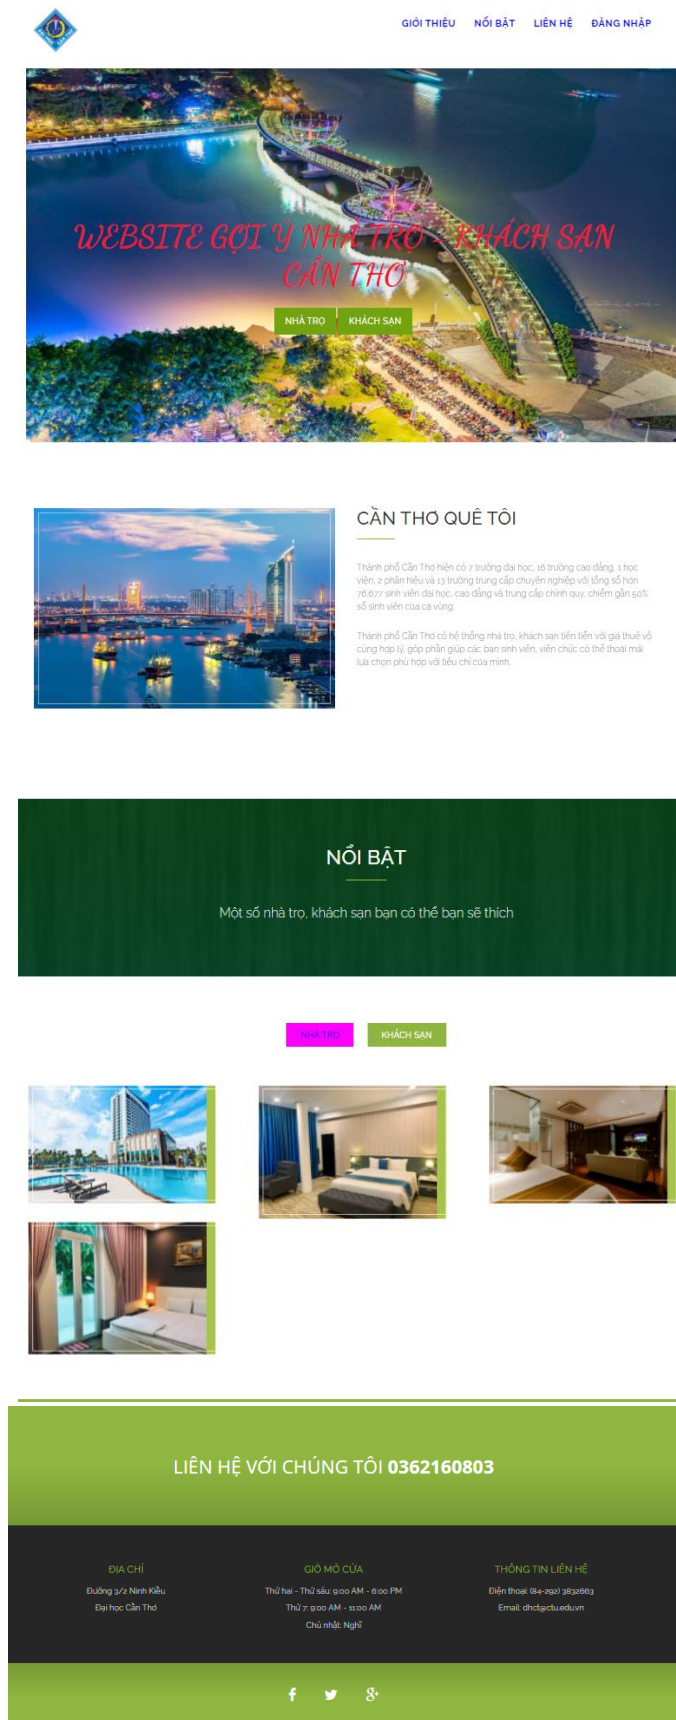 GIỚI THIỆU NỔI BẬT LIÊN HỆ ĐĂNG NHẬP
WEBSITE GỢI Ý NHÀ TRỌ - KHÁCH SẠN
CẦN THƠ
NHÀ TRỌ KHÁCH SẠN
CẦN THƠ QUÊ TÔI
Thành phố Cần Thơ hiện có 7 trường đại học, 16 trường cao đẳng, 1 học
viện, 2 phân hiệu và 13 trường trung cấp chuyên nghiệp với tổng số hơn
76.677 sinh viên đại học, cao đẳng và trung cấp chính quy, chiếm gần 50%
số sinh viên của cả vùng.
Thành phố Cần Thơ có hệ thống nhà trọ, khách sạn tiên tiến với giá thuê vô
cùng hợp lý, góp phần giúp các bạn sinh viên, viên chức có thể thoải mái
lựa chọn phù hợp với tiêu chí của mình.
NỔI BẬT
Một số nhà trọ, khách sạn bạn có thể bạn sẽ thích
NHÀ TRỌ KHÁCH SẠN
LIÊN HỆ VỚI CHÚNG TÔI 0362160803
ĐỊA CHỈ
Đường 3/2 Ninh Kiều
Đại học Cần Thơ
GIỜ MỞ CỬA
Thứ hai - Thứ sáu: 9:00 AM - 6:00 PM
Thứ 7: 9:00 AM - 11:00 AM
Chủ nhật: Nghỉ
THÔNG TIN LIÊN HỆ
Điện thoại: (84-292) 3832663
Email: dhct@ctu.edu.vn